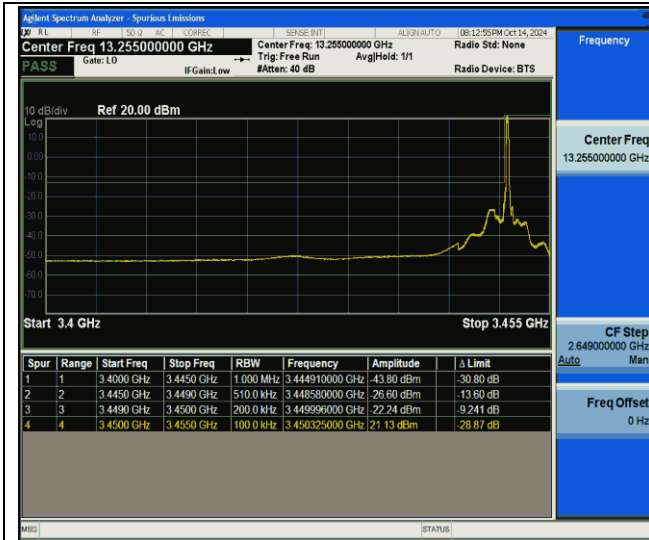 Agilent Spectrum Analyzer - Spurious Emissions
RL RF 50 Ω AC CORREC SENSE:INT ALIGN AUTO 08:12:55PM Oct 14, 2024
Center Freq 13.255000000 GHz Center Freq: 13.255000000 GHz Radio Std: None Frequency
PASS Gate: LO Trig: Free Run Avg|Hold: 1/1
IFGain:Low #Atten: 40 dB Radio Device: BTS
10 dB/div Ref 20.00 dBm
Log
10.0
0.00
-10.0
-20.0
-30.0
-40.0
-50.0
-60.0
-70.0
Start 3.4 GHz Stop 3.455 GHz
Spur Range Start Freq Stop Freq RBW Frequency Amplitude Δ Limit
1 1 3.4000 GHz 3.4450 GHz 1.000 MHz 3.444910000 GHz -43.80 dBm -30.80 dB
2 2 3.4450 GHz 3.4490 GHz 510.0 kHz 3.448580000 GHz -26.60 dBm -13.60 dB
3 3 3.4490 GHz 3.4500 GHz 200.0 kHz 3.449996000 GHz -22.24 dBm -9.241 dB
4 4 3.4500 GHz 3.4550 GHz 100.0 kHz 3.450325000 GHz 21.13 dBm -28.87 dB
Center Freq
13.255000000 GHz
CF Step
2.649000000 GHz
Auto Man
Freq Offset
0 Hz
MSG STATUS